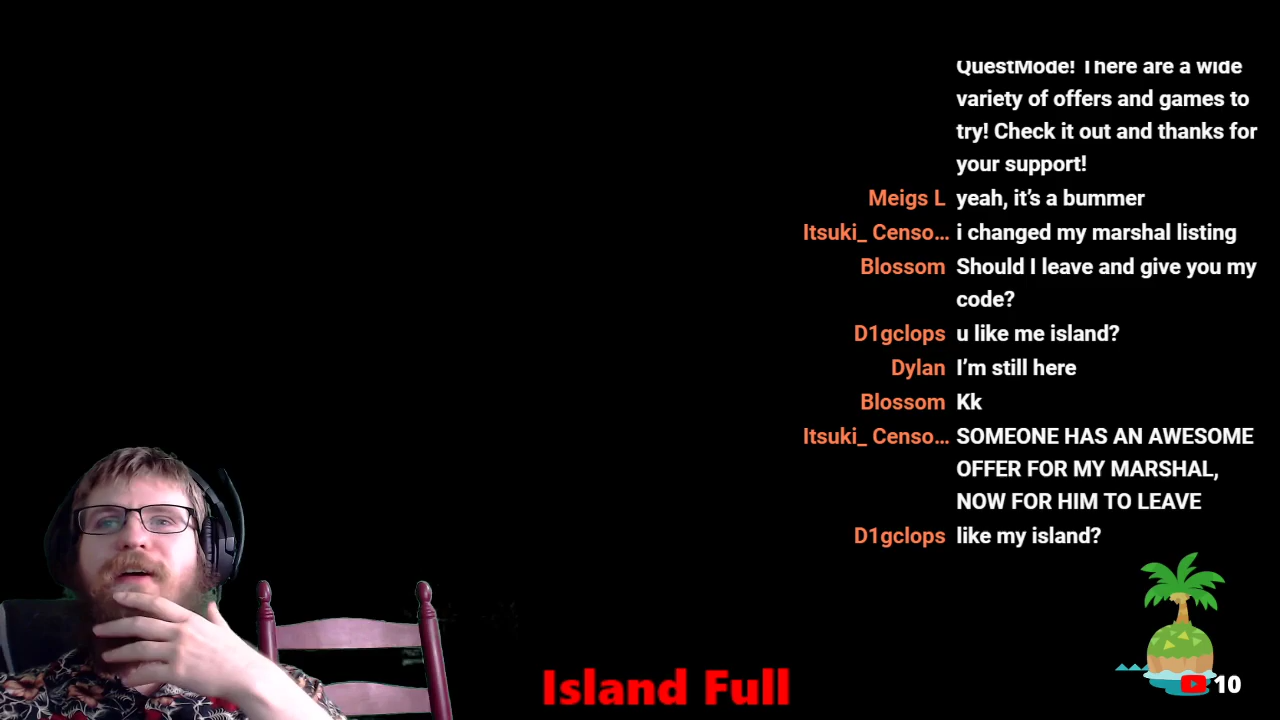 QuestMode! There are a wide
variety of offers and games to
try! Check it out and thanks for
your support!
Meigs L yeah, it's a bummer
Itsuki_ Censo… i changed my marshal listing
Blossom Should I leave and give you my
code?
D1gclops u like me island?
Dylan I'm still here
Blossom Kk
Itsuki_ Censo… SOMEONE HAS AN AWESOME
OFFER FOR MY MARSHAL,
NOW FOR HIM TO LEAVE
D1gclops like my island?
Island Full
10